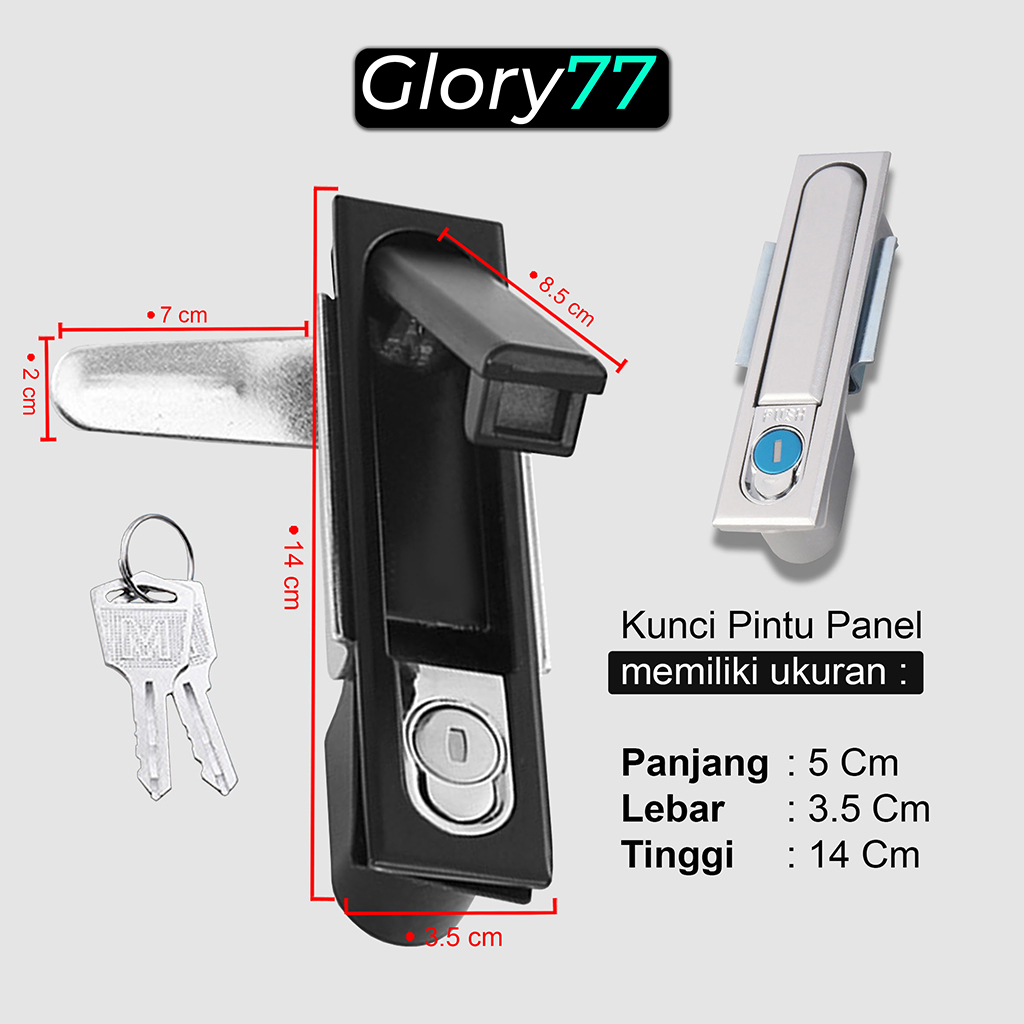 Glory77
• 7 cm
• 8.5 cm
• 2 cm
• 14 cm
PUSH
M
Kunci Pintu Panel
memiliki ukuran :
Panjang : 5 Cm
Lebar : 3.5 Cm
Tinggi : 14 Cm
• 3.5 cm